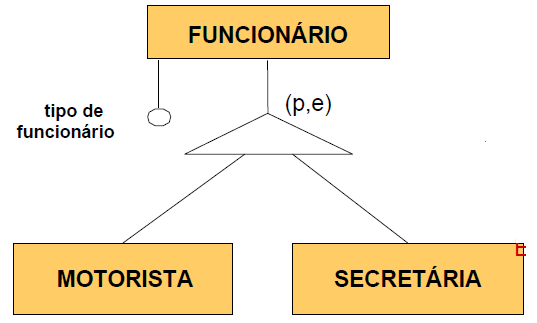 FUNCIONÁRIO
(p,e)
tipo de
funcionário
MOTORISTA
SECRETÁRIA
E